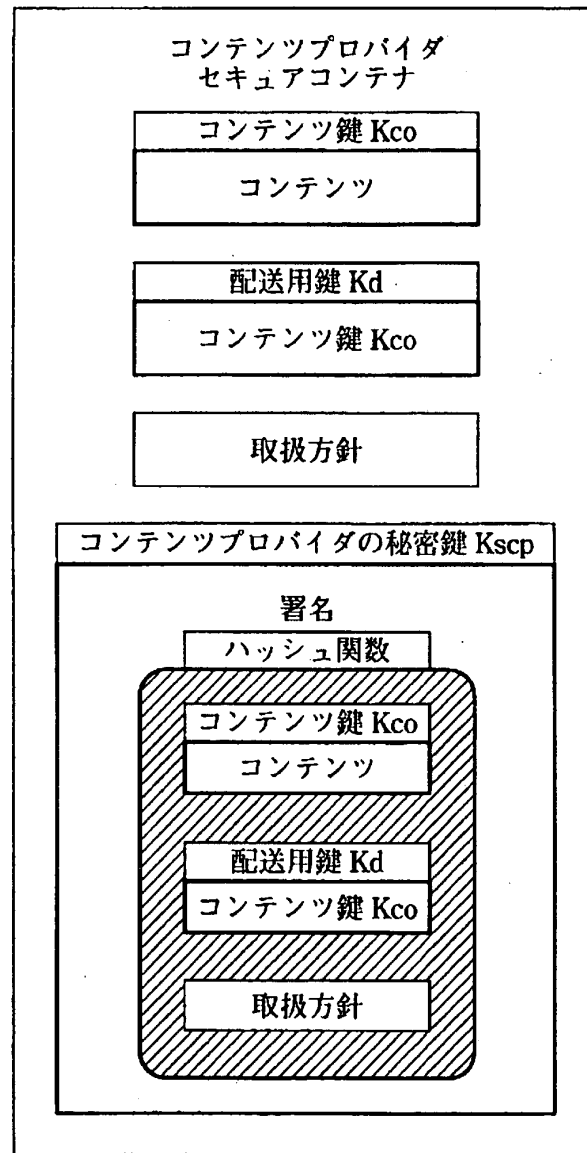 コンテンツプロバイダ
セキュアコンテナ
コンテンツ鍵 Kco
コンテンツ
配送用鍵 Kd
コンテンツ鍵 Kco
取扱方針
コンテンツプロバイダの秘密鍵 Kscp
署名
ハッシュ関数
コンテンツ鍵 Kco
コンテンツ
配送用鍵 Kd
コンテンツ鍵 Kco
取扱方針